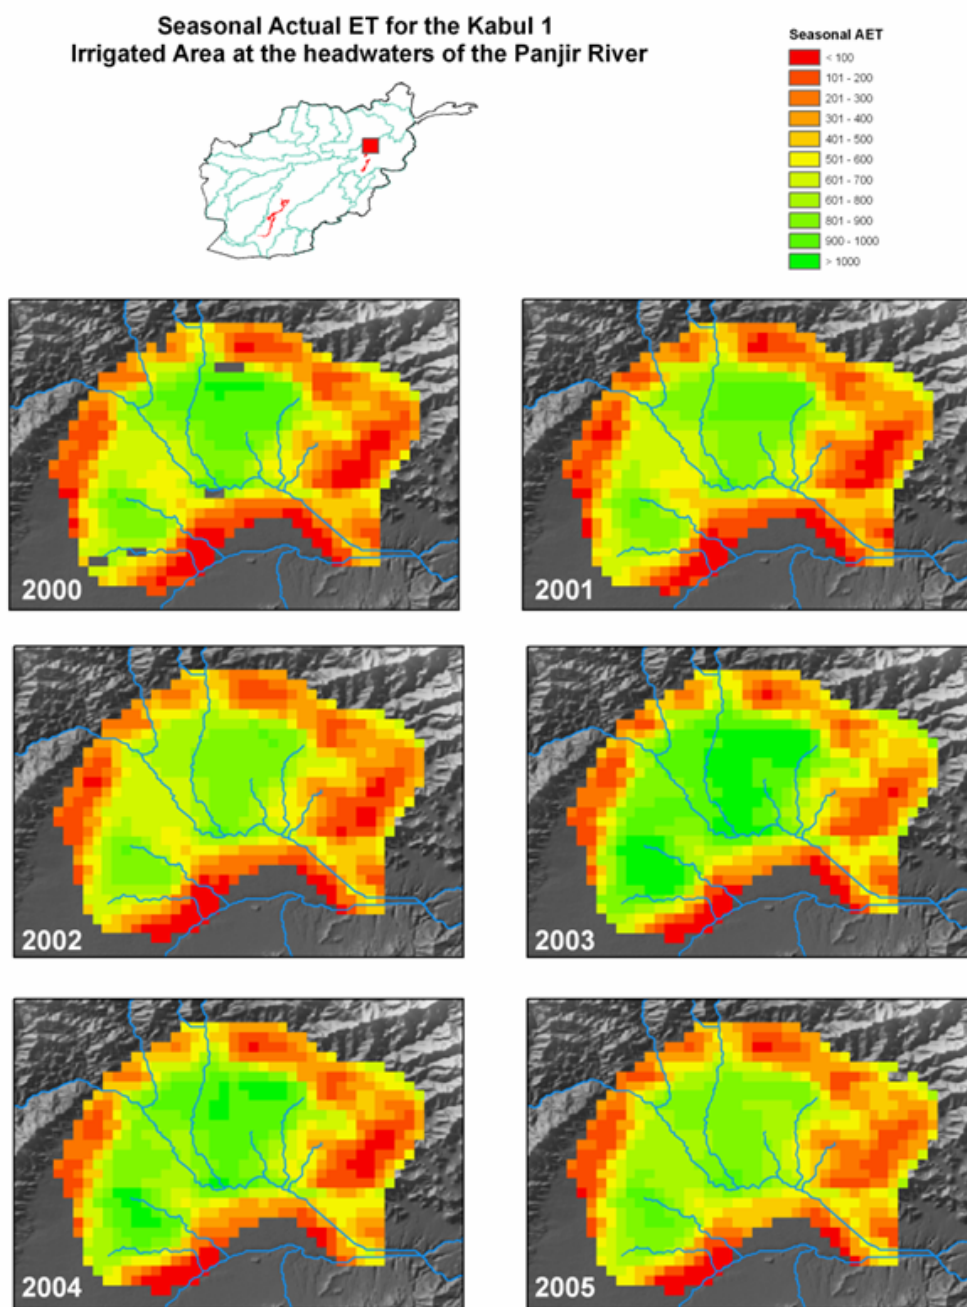 Seasonal Actual ET for the Kabul 1
Irrigated Area at the headwaters of the Panjir River
Seasonal AET
< 100
101 - 200
201 - 300
301 - 400
401 - 500
501 - 600
601 - 700
601 - 800
801 - 900
900 - 1000
> 1000
2000
2001
2002
2003
2004
2005